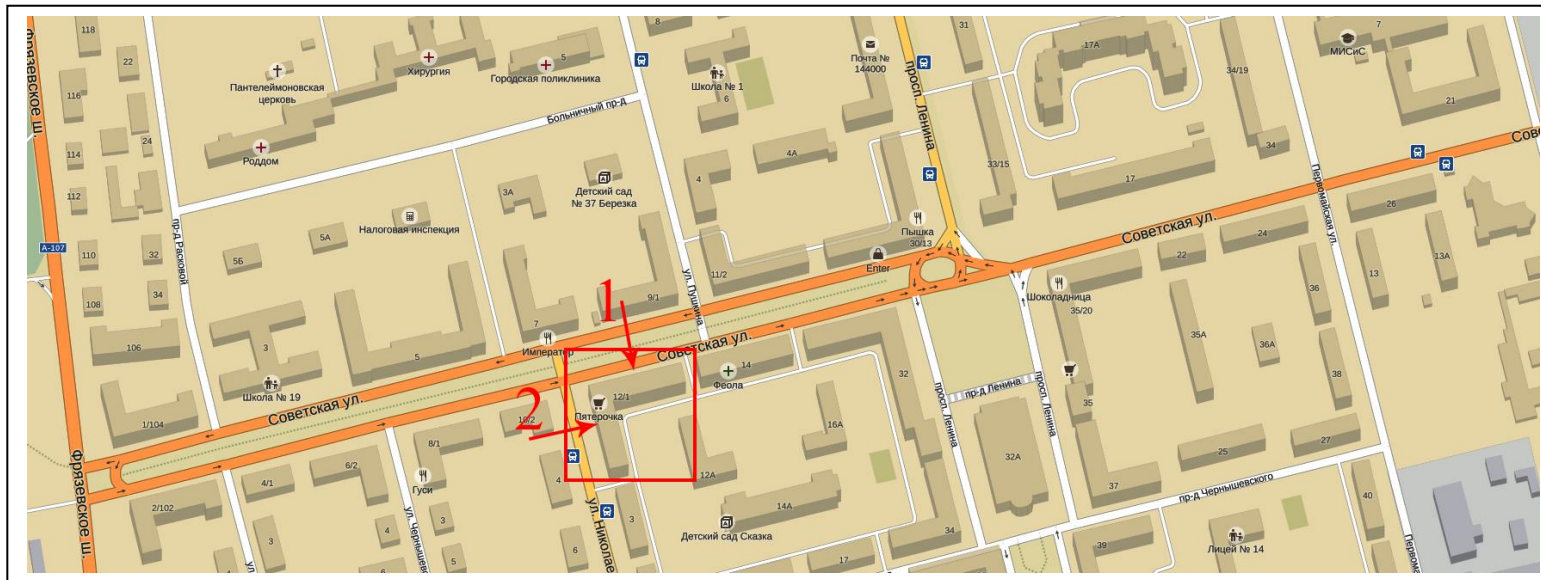 Фрязевское ш.
118
22
Хирургия
5
Городская поликлиника
8
Школа № 1
6
Почта №
144000
31
просп. Ленина
17А
34/19
7
МИСиС
21
Пантелеймоновская
церковь
116
Больничный пр-д
24
Роддом
114
4А
4
33/15
34
17
Сов
112
3А
Детский сад
№ 37 Березка
Налоговая инспекция
пр-д Расковой
5А
Первомайская ул.
26
Пышка
30/13
Советская ул.
24
22
А-107
110
32
5Б
Enter
13
13А
11/2
ул. Пушкина
108
34
9/1
1
Шоколадница
35/20
36
7
Император
106
3
5
Советская ул.
35А
36А
Школа № 19
14
Феола
32
38
12/1
Пятерочка
просп. Ленина
пр-д Ленина
просп. Ленина
35
Советская ул.
2
10/2
1/104
16А
8/1
25
27
32А
6/2
4/1
Гуси
4
12А
37
пр-д Чернышевского
40
Фрязевское ш.
2/102
14А
3
3
4
3
ул. Николае
Детский сад Сказка
34
39
Лицей № 14
ул. Чернышевс
6
5
17
Первома